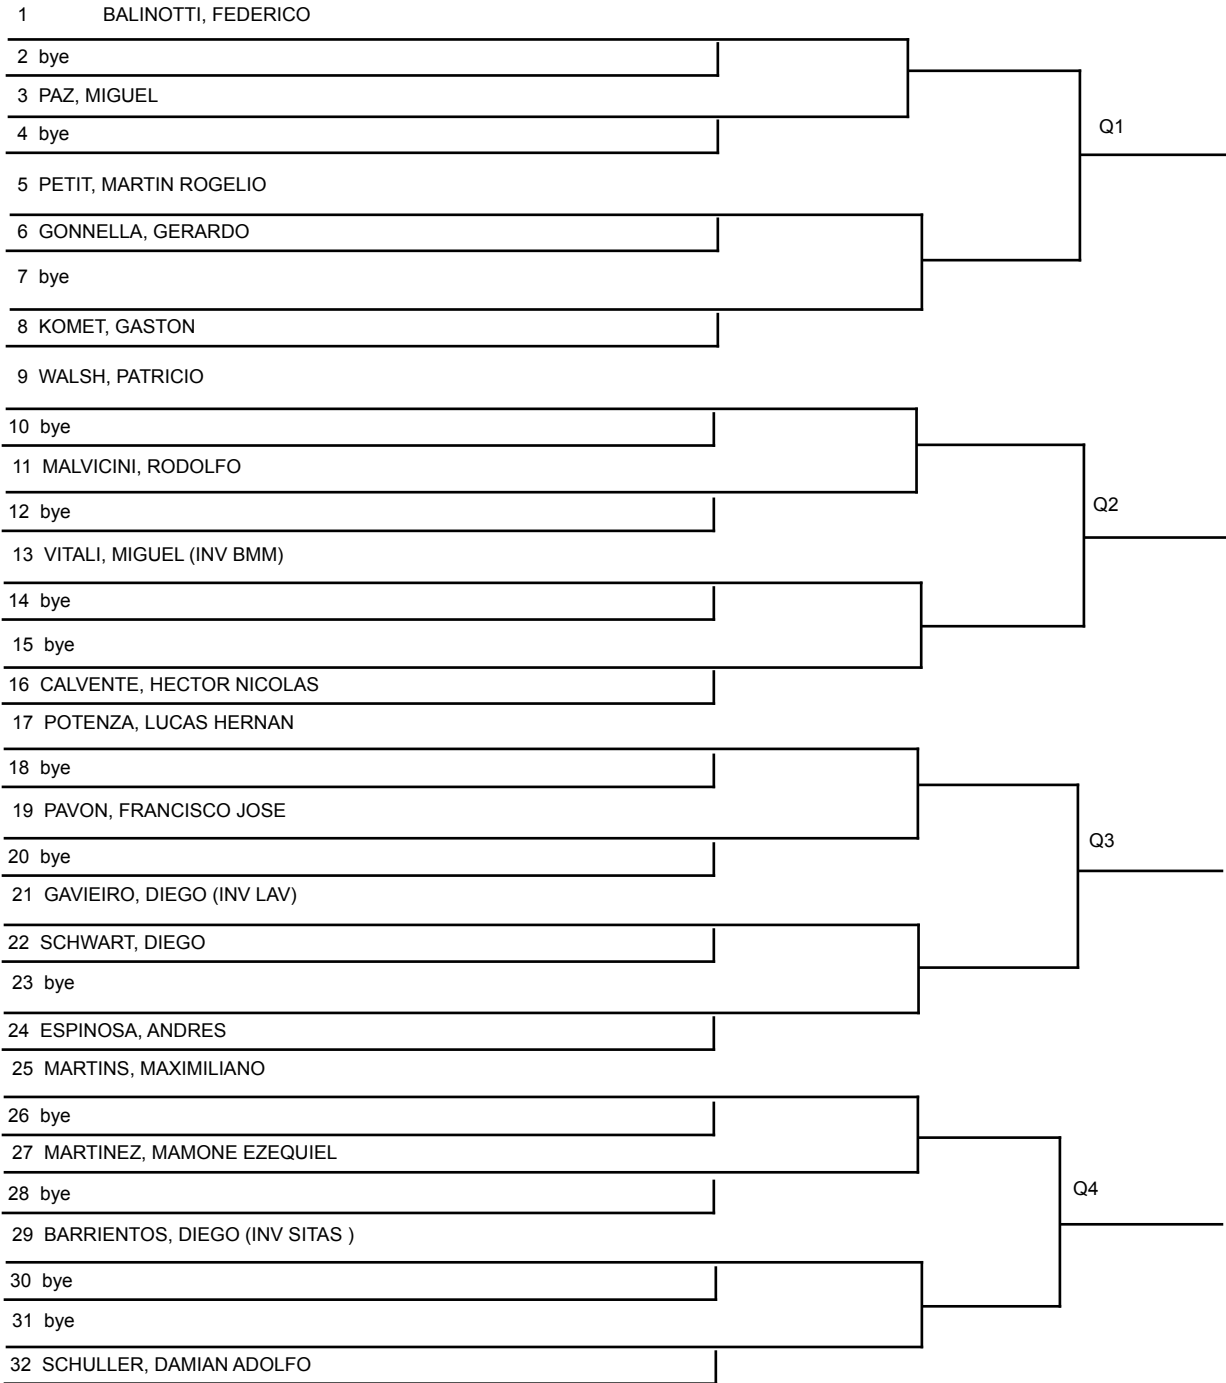 1 BALINOTTI, FEDERICO
2 bye
3 PAZ, MIGUEL
4 bye
Q1
5 PETIT, MARTIN ROGELIO
6 GONNELLA, GERARDO
7 bye
8 KOMET, GASTON
9 WALSH, PATRICIO
10 bye
11 MALVICINI, RODOLFO
Q2
12 bye
13 VITALI, MIGUEL (INV BMM)
14 bye
15 bye
16 CALVENTE, HECTOR NICOLAS
17 POTENZA, LUCAS HERNAN
18 bye
19 PAVON, FRANCISCO JOSE
Q3
20 bye
21 GAVIEIRO, DIEGO (INV LAV)
22 SCHWART, DIEGO
23 bye
24 ESPINOSA, ANDRES
25 MARTINS, MAXIMILIANO
26 bye
27 MARTINEZ, MAMONE EZEQUIEL
Q4
28 bye
29 BARRIENTOS, DIEGO (INV SITAS )
30 bye
31 bye
32 SCHULLER, DAMIAN ADOLFO